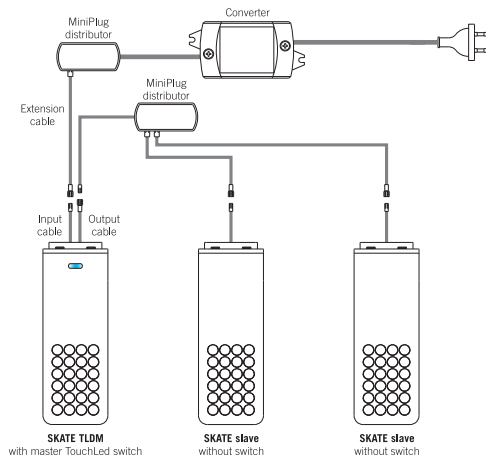 Converter
MiniPlug
distributor
MiniPlug
distributor
Extension
cable
Input
cable
Output
cable
SKATE TLDM
with master TouchLed switch
SKATE slave
without switch
SKATE slave
without switch